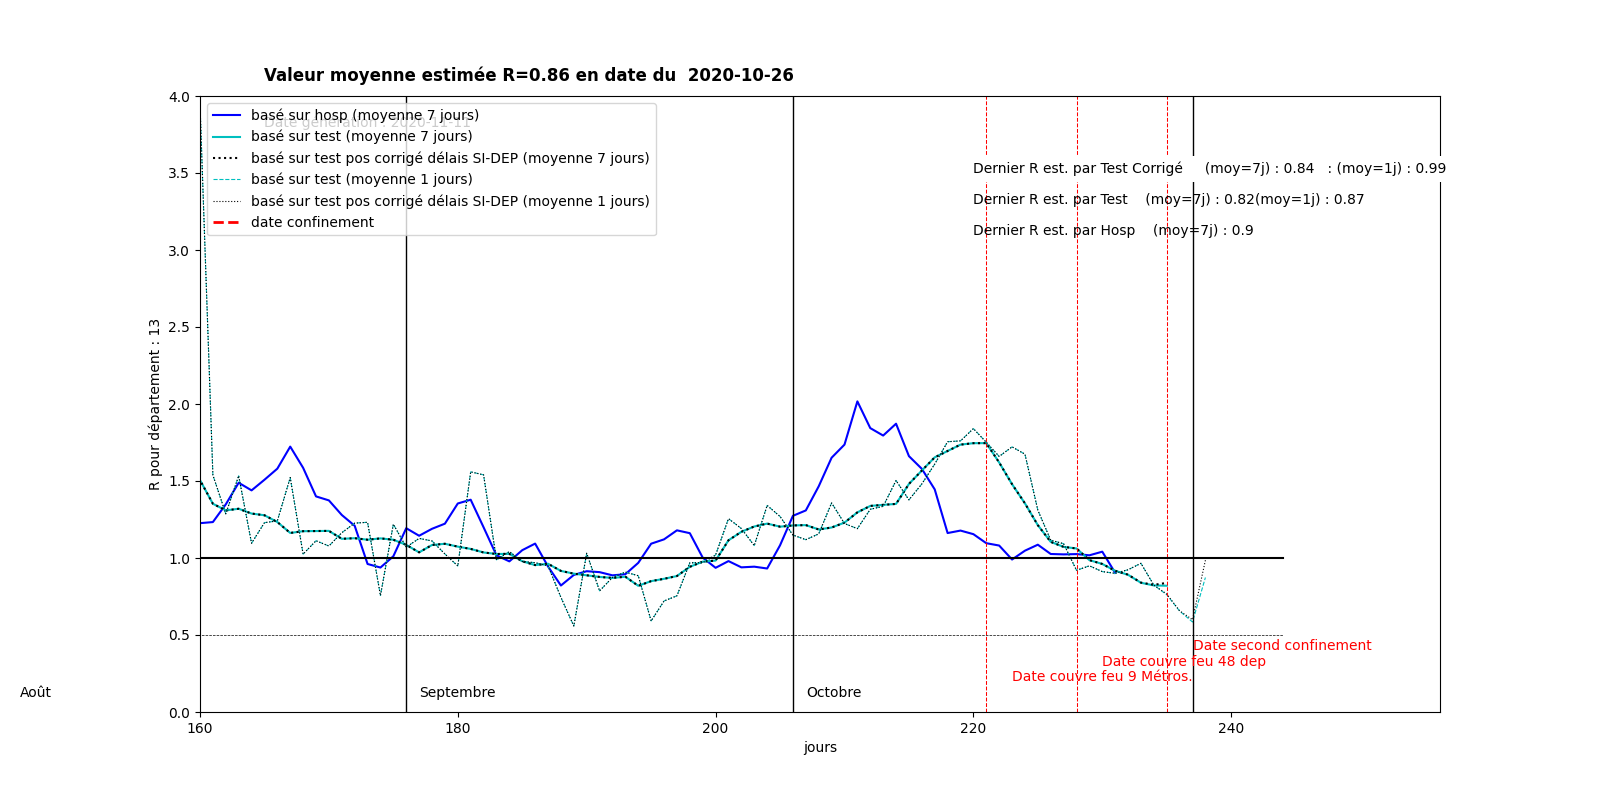 Valeur moyenne estimée R=0.86 en date du  2020-10-26
4.0
3.5
3.0
2.5
2.0
1.5
1.0
0.5
0.0
R pour département : 13
Date génération : 2020-11-11
basé sur hosp (moyenne 7 jours)
basé sur test (moyenne 7 jours)
basé sur test pos corrigé délais SI-DEP (moyenne 7 jours)
basé sur test (moyenne 1 jours)
basé sur test pos corrigé délais SI-DEP (moyenne 1 jours)
date confinement
Dernier R est. par Test Corrigé     (moy=7j) : 0.84   : (moy=1j) : 0.99
Dernier R est. par Test    (moy=7j) : 0.82(moy=1j) : 0.87
Dernier R est. par Hosp    (moy=7j) : 0.9
Date second confinement
Date couvre feu 48 dep
Date couvre feu 9 Métros.
Août
Septembre
Octobre
160
180
200
220
240
jours